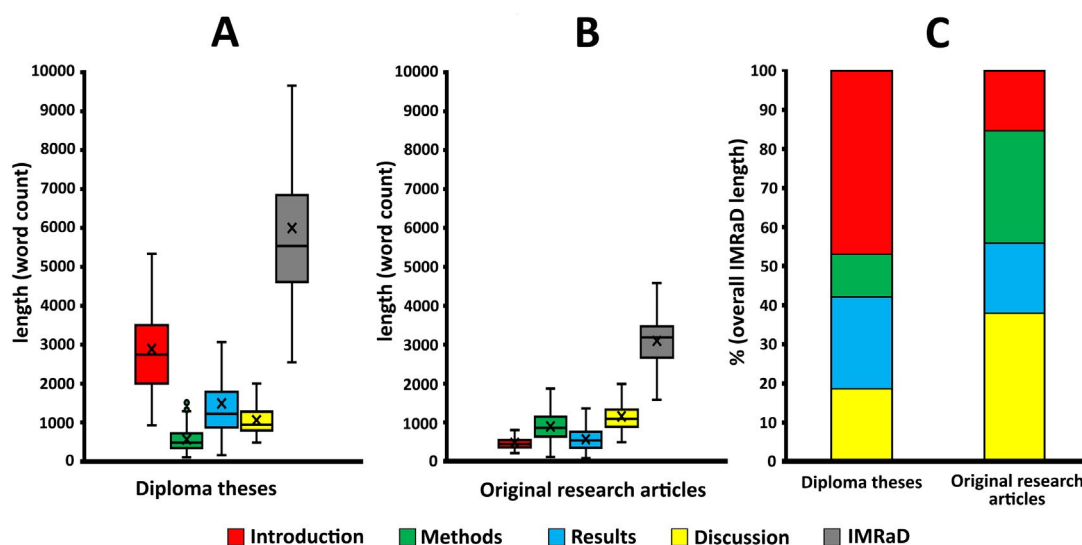 A
B
C
length (word count)
10000
9000
8000
7000
6000
5000
4000
3000
2000
1000
0
Diploma theses
length (word count)
10000
9000
8000
7000
6000
5000
4000
3000
2000
1000
0
Original research articles
% (overall IMRaD length)
100
90
80
70
60
50
40
30
20
10
0
Diploma theses
Original research
articles
Introduction
Methods
Results
Discussion
IMRaD